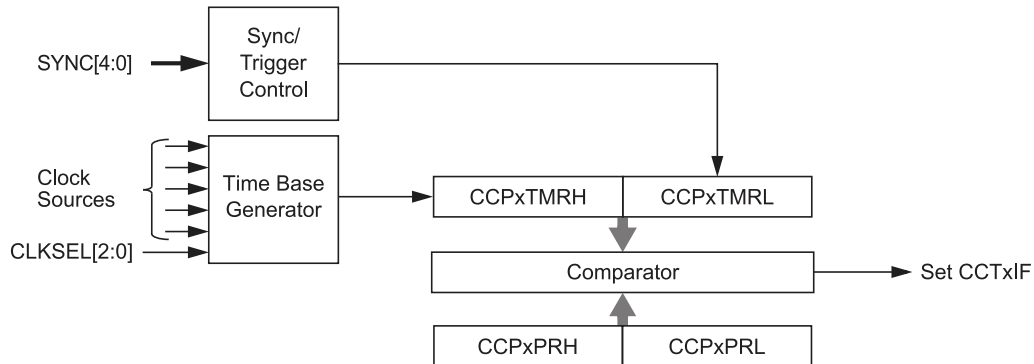 SYNC[4:0]
Sync/
Trigger
Control
Clock
Sources
CLKSEL[2:0]
Time Base
Generator
CCPxTMRH
CCPxTMRL
Comparator
Set CCTxIF
CCPxPRH
CCPxPRL